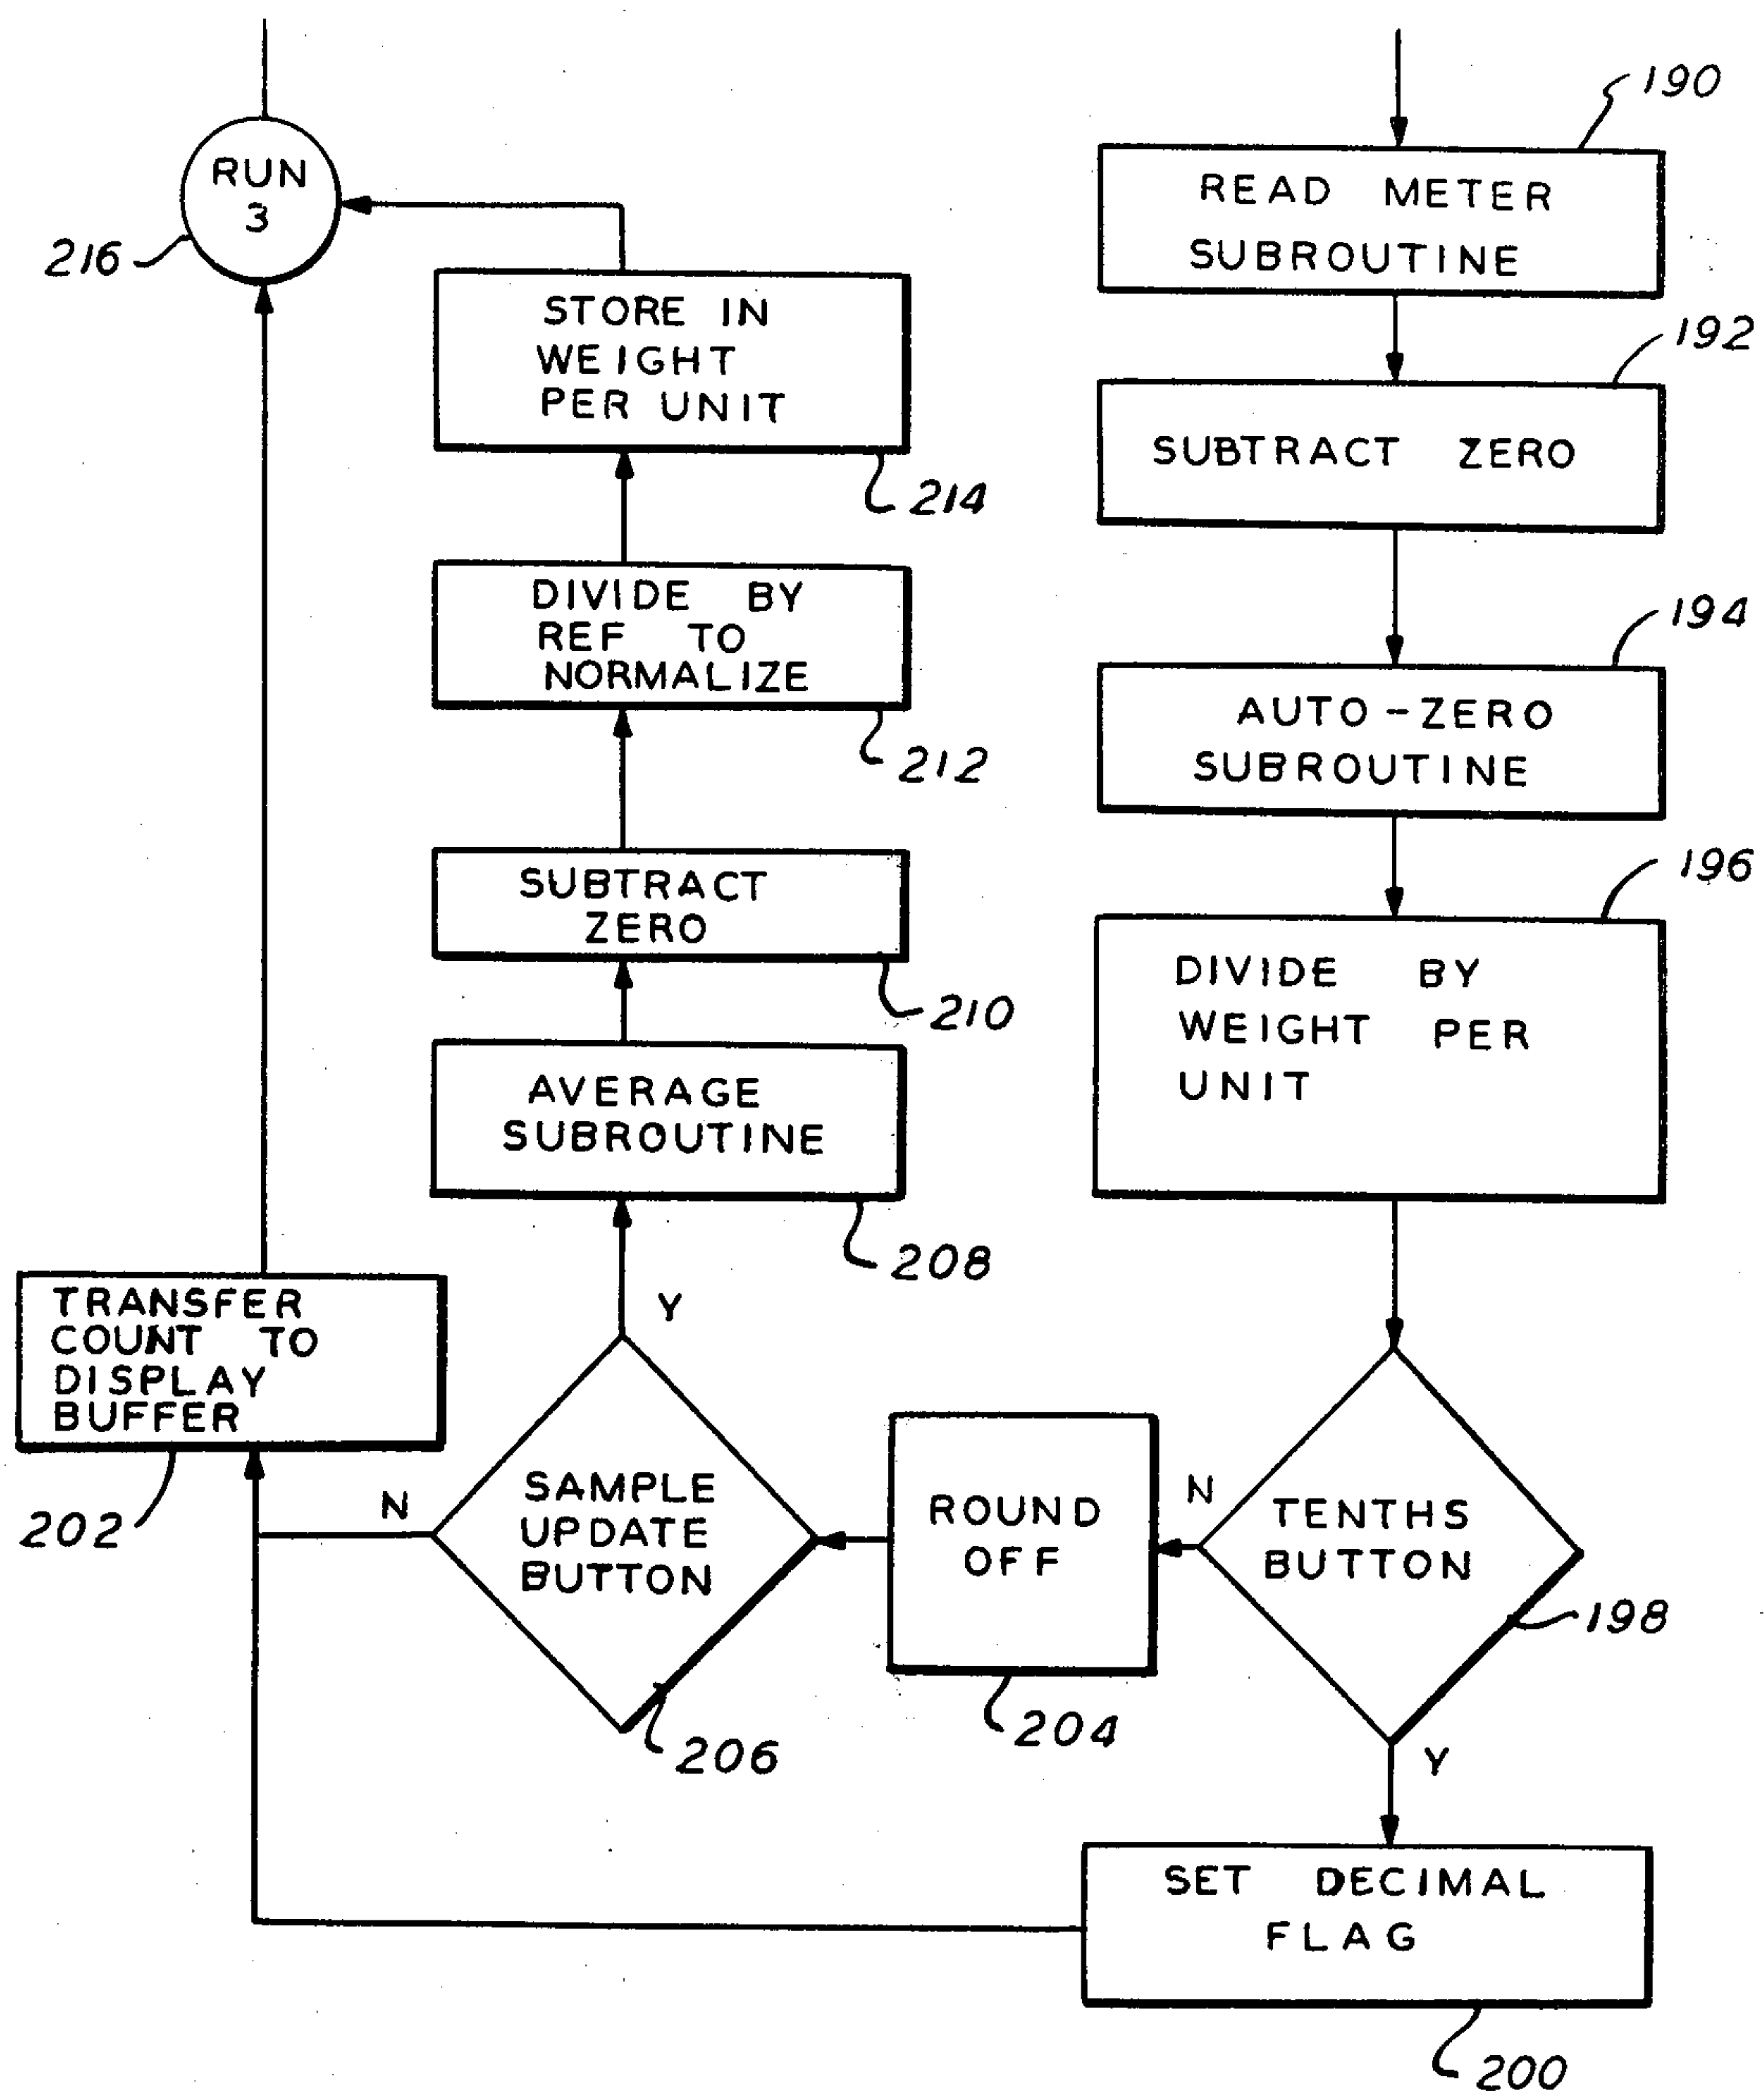 190
READ METER
SUBROUTINE
192
SUBTRACT ZERO
194
AUTO-ZERO
SUBROUTINE
196
DIVIDE BY
WEIGHT PER
UNIT
TENTHS
BUTTON
198
N
Y
SET DECIMAL
FLAG
200
ROUND
OFF
204
SAMPLE
UPDATE
BUTTON
206
N
Y
TRANSFER
COUNT TO
DISPLAY
BUFFER
202
AVERAGE
SUBROUTINE
208
SUBTRACT
ZERO
210
DIVIDE BY
REF TO
NORMALIZE
212
STORE IN
WEIGHT
PER UNIT
214
RUN
3
216